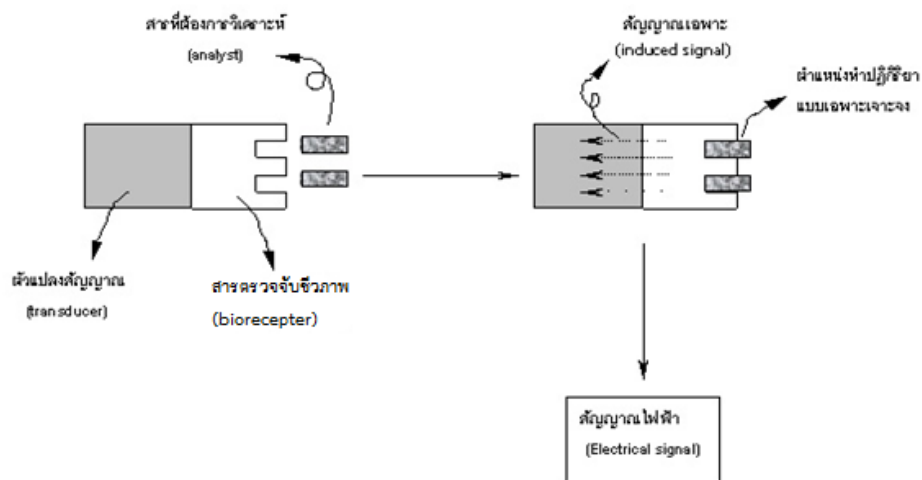 สารที่ต้องการวิเคราะห์
(analyst)
สัญญาณเฉพาะ
(induced signal)
ตำแหน่งทำปฏิกิริยา
แบบเฉพาะเจาะจง
ตัวแปลงสัญญาณ
(transducer)
สารตรวจจับชีวภาพ
(biorecepter)
สัญญาณไฟฟ้า
(Electrical signal)